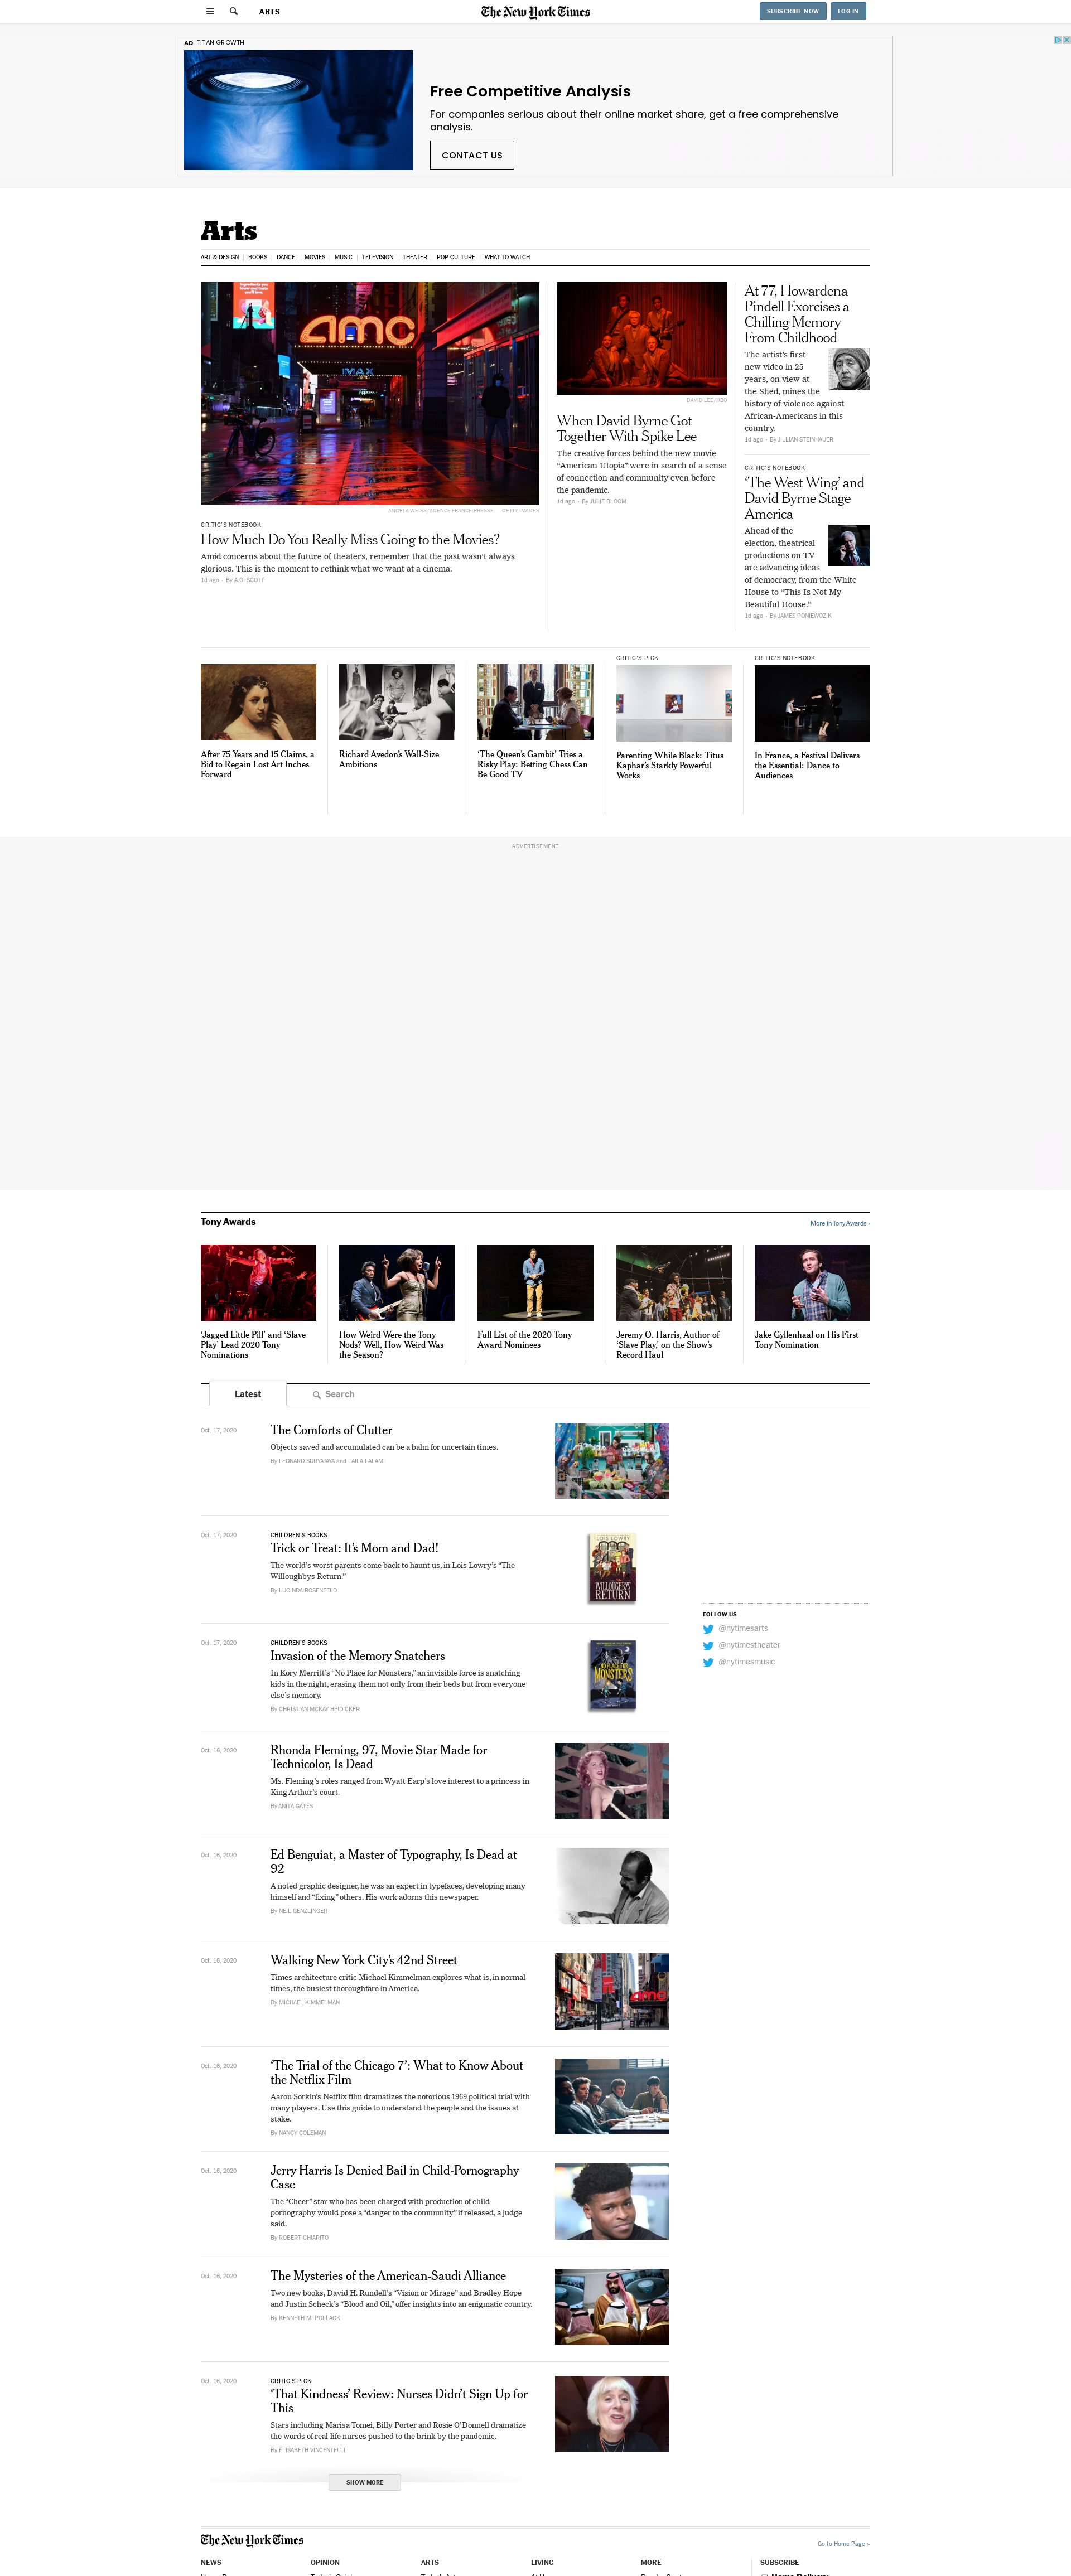 ARTS
The New York Times
SUBSCRIBE NOW
LOG IN
AD TITAN GROWTH
Free Competitive Analysis
For companies serious about their online market share, get a free comprehensive
analysis.
CONTACT US
Arts
ART & DESIGN
BOOKS
DANCE
MOVIES
MUSIC
TELEVISION
THEATER
POP CULTURE
WHAT TO WATCH
amc
IMAX
ANGELA WEISS/AGENCE FRANCE-PRESSE — GETTY IMAGES
CRITIC'S NOTEBOOK
How Much Do You Really Miss Going to the Movies?
Amid concerns about the future of theaters, remember that the past wasn't always
glorious. This is the moment to rethink what we want at a cinema.
1d ago · By A.O. SCOTT
DAVID LEE/HBO
When David Byrne Got
Together With Spike Lee
The creative forces behind the new movie
“American Utopia” were in search of a sense
of connection and community even before
the pandemic.
1d ago · By JULIE BLOOM
At 77, Howardena
Pindell Exorcises a
Chilling Memory
From Childhood
The artist's first
new video in 25
years, on view at
the Shed, mines the
history of violence against
African-Americans in this
country.
1d ago · By JILLIAN STEINHAUER
CRITIC'S NOTEBOOK
‘The West Wing’ and
David Byrne Stage
America
Ahead of the
election, theatrical
productions on TV
are advancing ideas
of democracy, from the White
House to “This Is Not My
Beautiful House.”
1d ago · By JAMES PONIEWOZIK
After 75 Years and 15 Claims, a
Bid to Regain Lost Art Inches
Forward
Richard Avedon's Wall-Size
Ambitions
‘The Queen's Gambit’ Tries a
Risky Play: Betting Chess Can
Be Good TV
CRITIC'S PICK
Parenting While Black: Titus
Kaphar's Starkly Powerful
Works
CRITIC'S NOTEBOOK
In France, a Festival Delivers
the Essential: Dance to
Audiences
ADVERTISEMENT
Tony Awards
More in Tony Awards ›
‘Jagged Little Pill’ and ‘Slave
Play’ Lead 2020 Tony
Nominations
How Weird Were the Tony
Nods? Well, How Weird Was
the Season?
Full List of the 2020 Tony
Award Nominees
Jeremy O. Harris, Author of
‘Slave Play,’ on the Show's
Record Haul
Jake Gyllenhaal on His First
Tony Nomination
Latest
Search
Oct. 17, 2020
The Comforts of Clutter
Objects saved and accumulated can be a balm for uncertain times.
By LEONARD SURYAJAYA and LAILA LALAMI
Oct. 17, 2020
CHILDREN'S BOOKS
Trick or Treat: It's Mom and Dad!
The world's worst parents come back to haunt us, in Lois Lowry's “The
Willoughbys Return.”
By LUCINDA ROSENFELD
LOIS LOWRY
WILLOUGHBYS
RETURN
Oct. 17, 2020
CHILDREN'S BOOKS
Invasion of the Memory Snatchers
In Kory Merritt's “No Place for Monsters,” an invisible force is snatching
kids in the night, erasing them not only from their beds but from everyone
else's memory.
By CHRISTIAN MCKAY HEIDICKER
NO PLACE FOR
MONSTERS
FOLLOW US
@nytimesarts
@nytimestheater
@nytimesmusic
Oct. 16, 2020
Rhonda Fleming, 97, Movie Star Made for
Technicolor, Is Dead
Ms. Fleming's roles ranged from Wyatt Earp's love interest to a princess in
King Arthur's court.
By ANITA GATES
Oct. 16, 2020
Ed Benguiat, a Master of Typography, Is Dead at
92
A noted graphic designer, he was an expert in typefaces, developing many
himself and “fixing” others. His work adorns this newspaper.
By NEIL GENZLINGER
Oct. 16, 2020
Walking New York City's 42nd Street
Times architecture critic Michael Kimmelman explores what is, in normal
times, the busiest thoroughfare in America.
By MICHAEL KIMMELMAN
amc
Oct. 16, 2020
‘The Trial of the Chicago 7’: What to Know About
the Netflix Film
Aaron Sorkin's Netflix film dramatizes the notorious 1969 political trial with
many players. Use this guide to understand the people and the issues at
stake.
By NANCY COLEMAN
Oct. 16, 2020
Jerry Harris Is Denied Bail in Child-Pornography
Case
The “Cheer” star who has been charged with production of child
pornography would pose a “danger to the community” if released, a judge
said.
By ROBERT CHIARITO
Oct. 16, 2020
The Mysteries of the American-Saudi Alliance
Two new books, David H. Rundell's “Vision or Mirage” and Bradley Hope
and Justin Scheck's “Blood and Oil,” offer insights into an enigmatic country.
By KENNETH M. POLLACK
Oct. 16, 2020
CRITIC'S PICK
‘That Kindness’ Review: Nurses Didn't Sign Up for
This
Stars including Marisa Tomei, Billy Porter and Rosie O'Donnell dramatize
the words of real-life nurses pushed to the brink by the pandemic.
By ELISABETH VINCENTELLI
SHOW MORE
The New York Times
Go to Home Page »
NEWS
OPINION
ARTS
LIVING
MORE
SUBSCRIBE